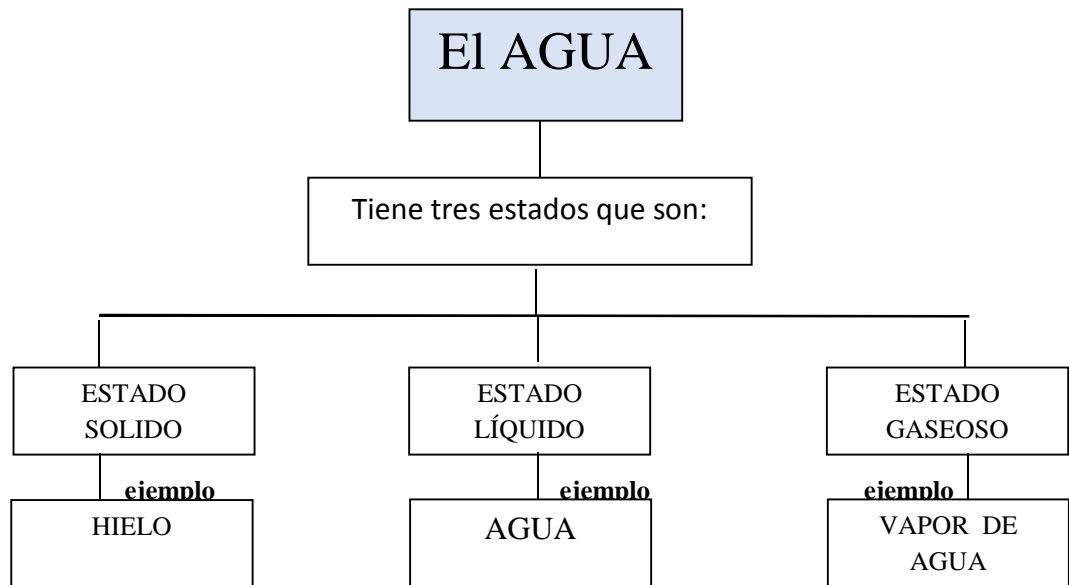 El AGUA
Tiene tres estados que son:
ESTADO
SOLIDO
ESTADO
LÍQUIDO
ESTADO
GASEOSO
ejemplo
ejemplo
ejemplo
HIELO
AGUA
VAPOR DE
AGUA